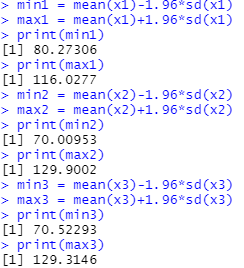 > min1 = mean(x1)-1.96*sd(x1)
> max1 = mean(x1)+1.96*sd(x1)
> print(min1)
[1] 80.27306
> print(max1)
[1] 116.0277
> min2 = mean(x2)-1.96*sd(x2)
> max2 = mean(x2)+1.96*sd(x2)
> print(min2)
[1] 70.00953
> print(max2)
[1] 129.9002
> min3 = mean(x3)-1.96*sd(x3)
> max3 = mean(x3)+1.96*sd(x3)
> print(min3)
[1] 70.52293
> print(max3)
[1] 129.3146